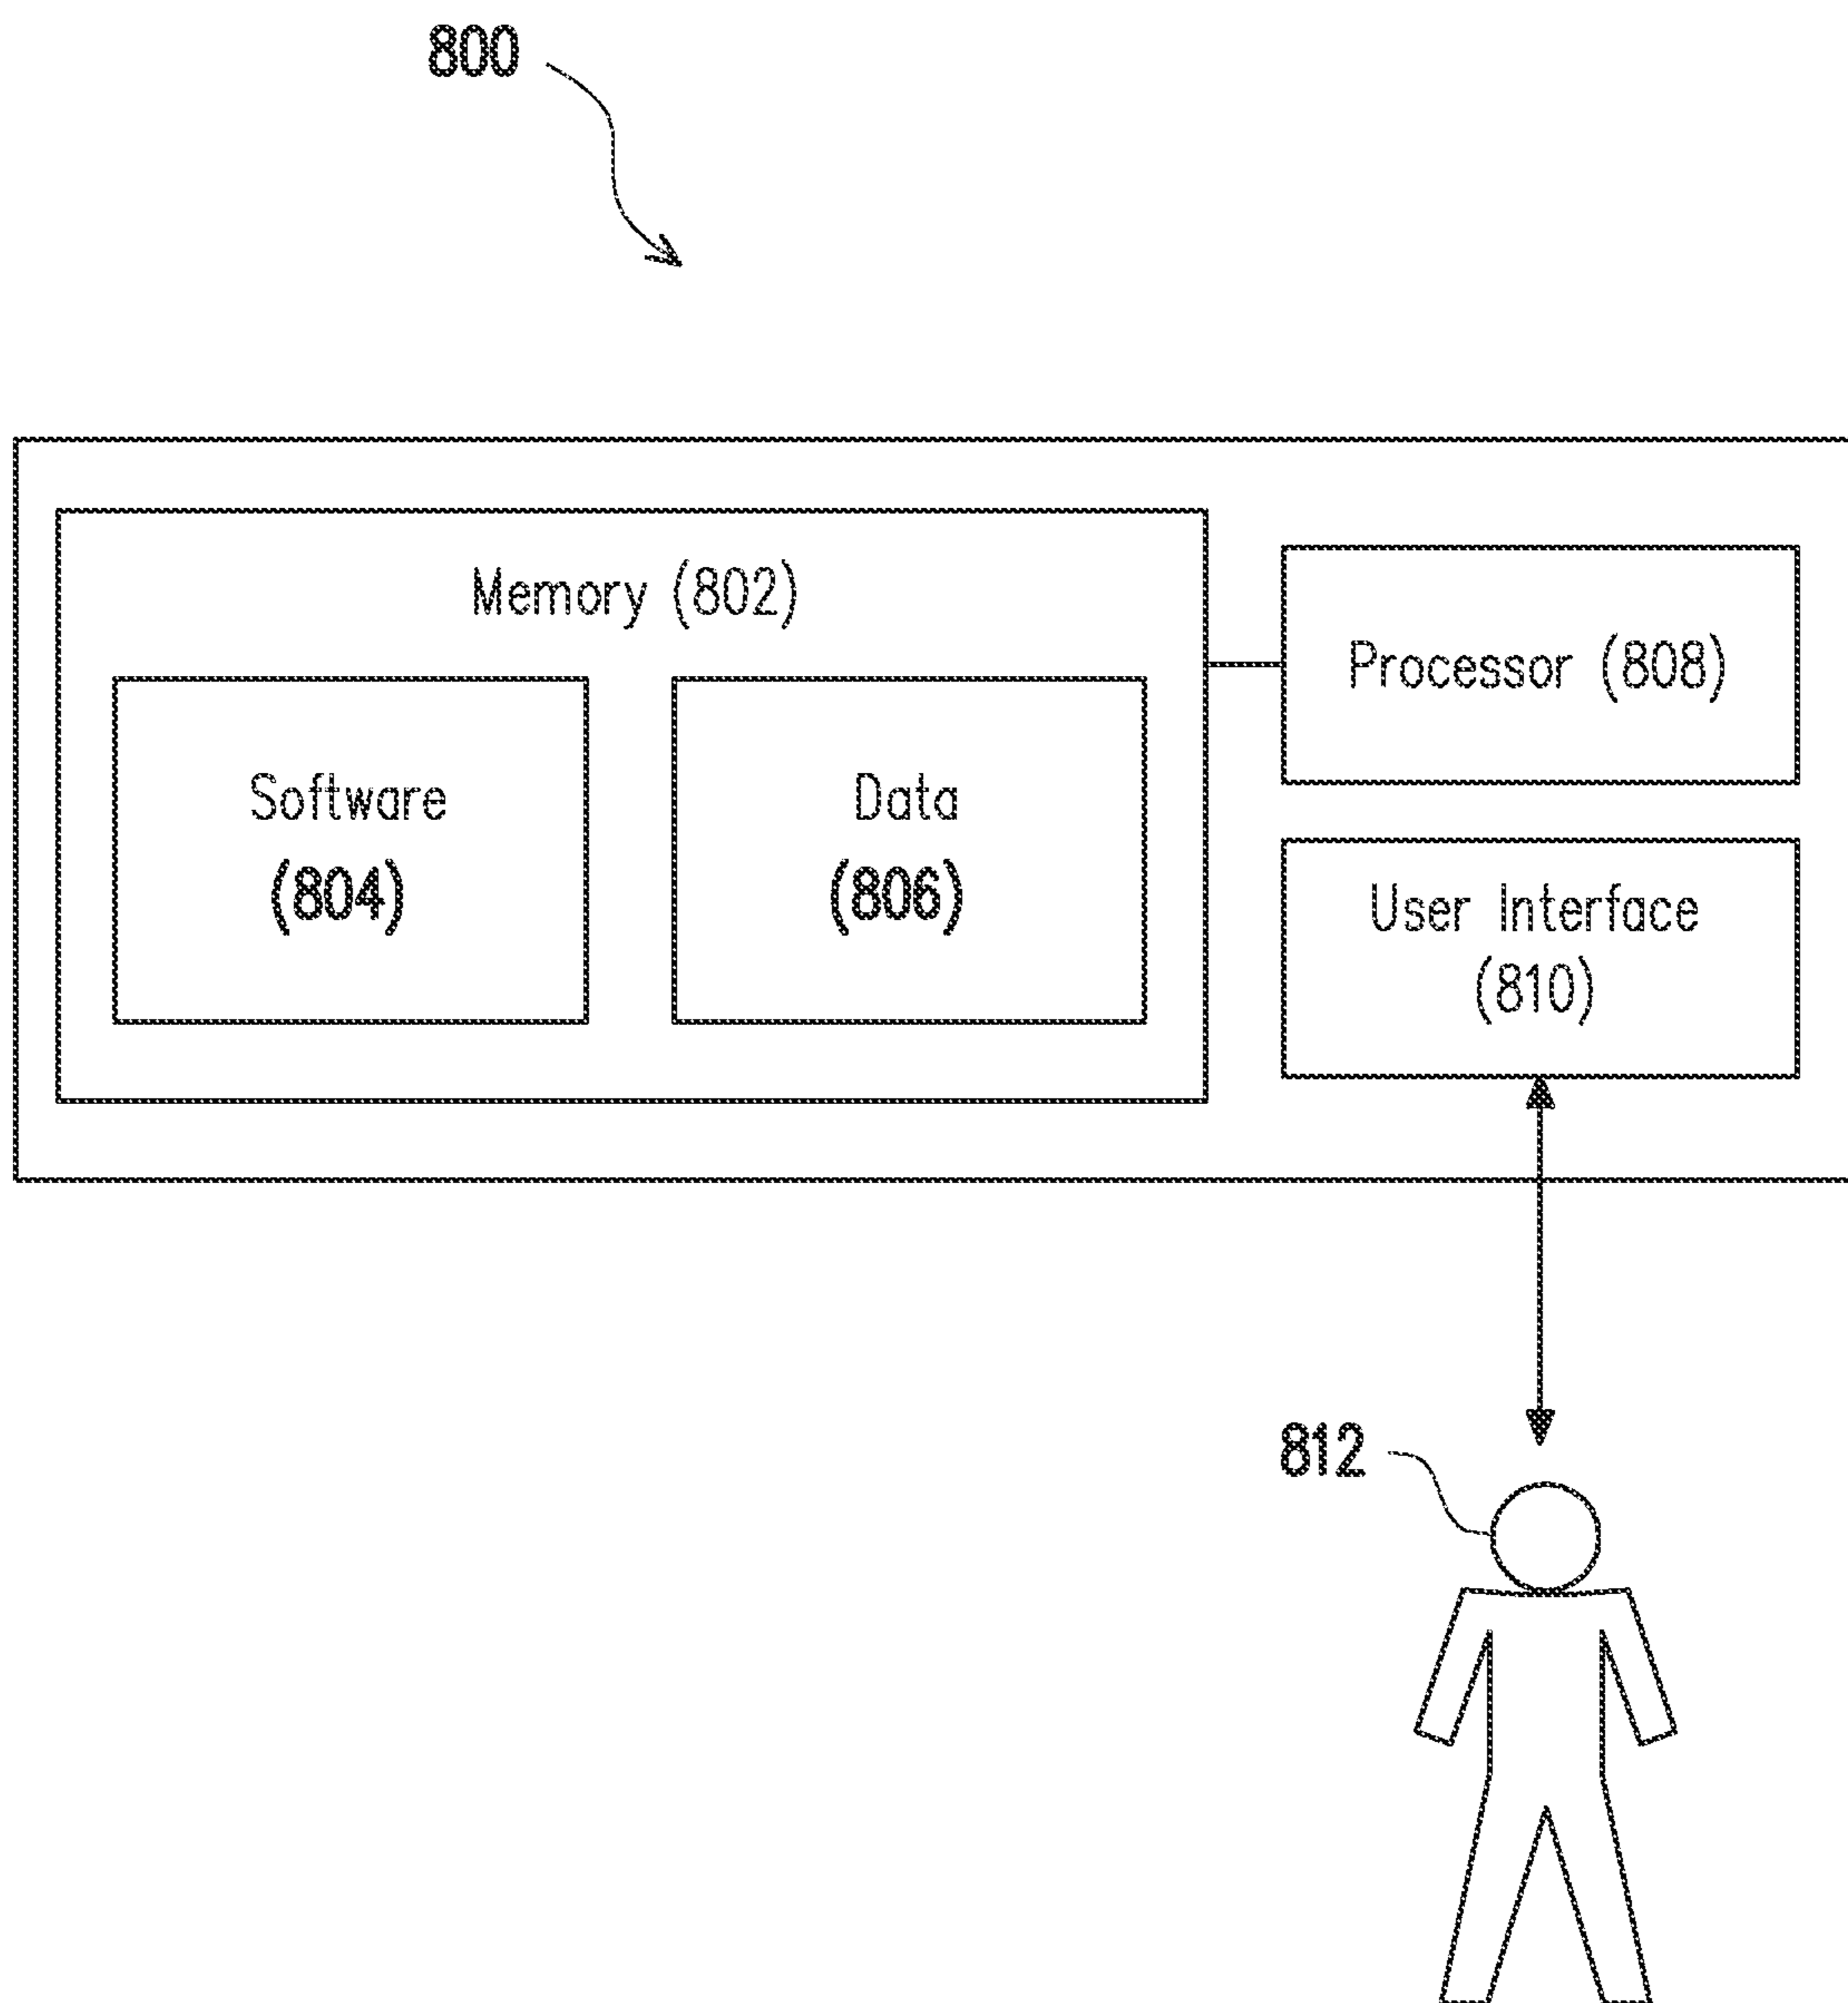 800
Memory (802)
Processor (808)
Software
(804)
Data
(806)
User Interface
(810)
812